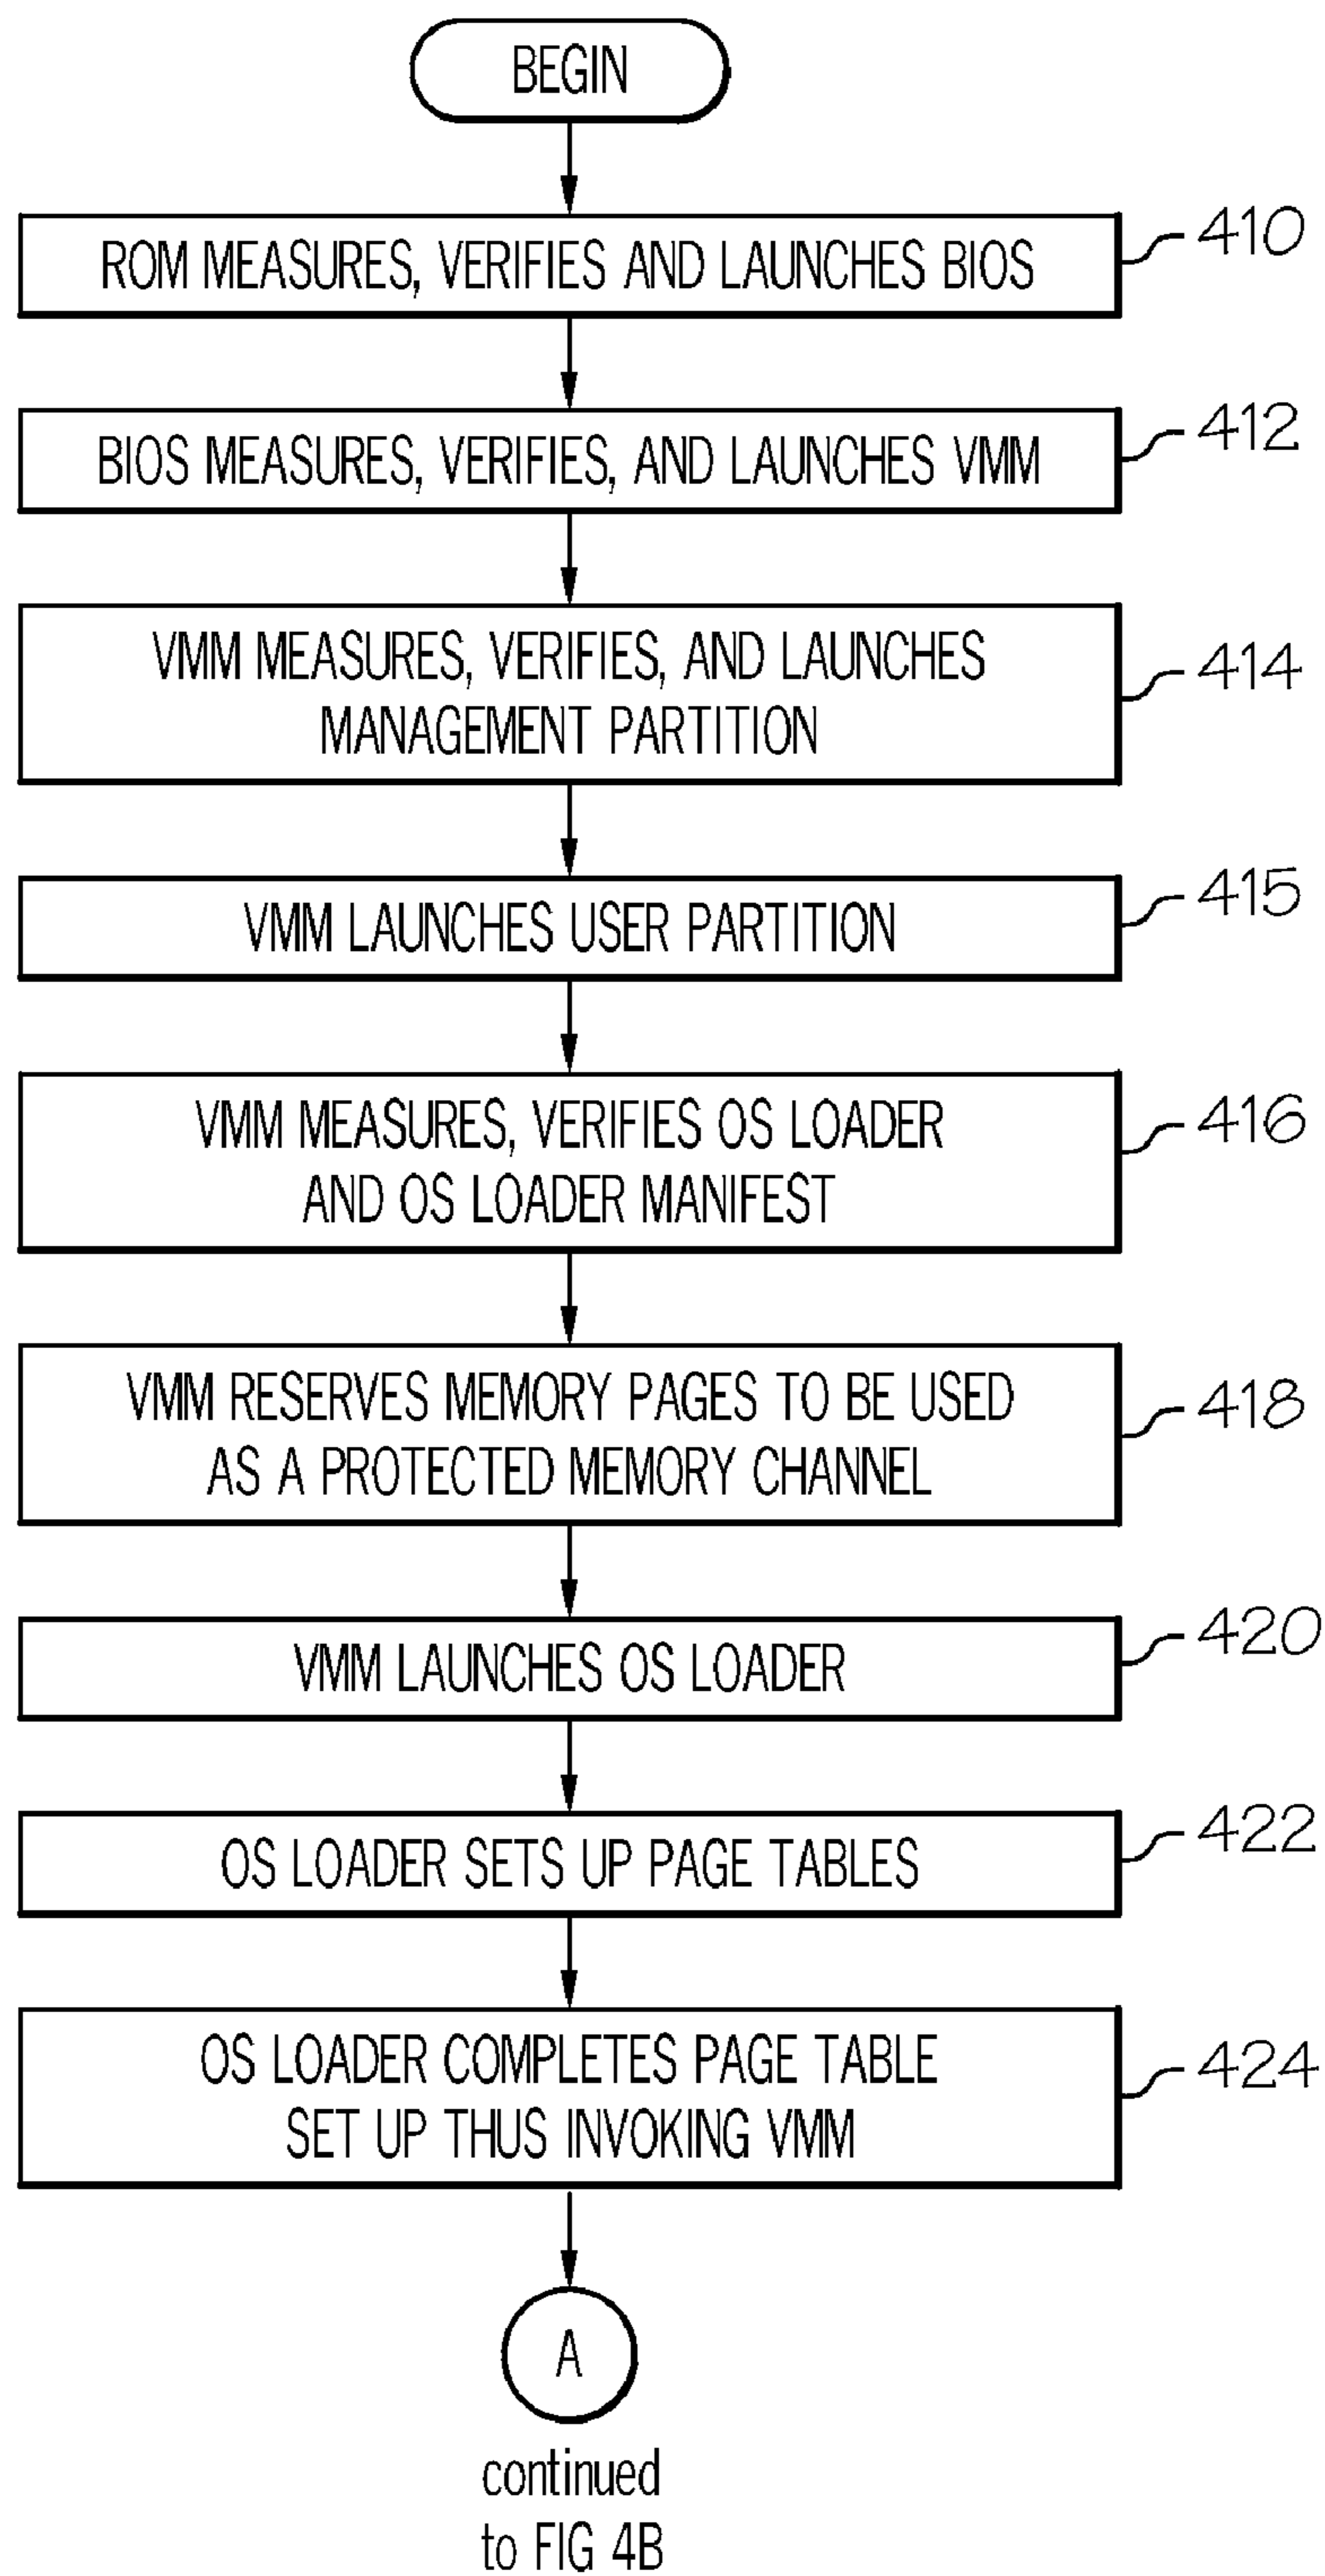 BEGIN
ROM MEASURES, VERIFIES AND LAUNCHES BIOS
410
BIOS MEASURES, VERIFIES, AND LAUNCHES VMM
412
VMM MEASURES, VERIFIES, AND LAUNCHES
MANAGEMENT PARTITION
414
VMM LAUNCHES USER PARTITION
415
VMM MEASURES, VERIFIES OS LOADER
AND OS LOADER MANIFEST
416
VMM RESERVES MEMORY PAGES TO BE USED
AS A PROTECTED MEMORY CHANNEL
418
VMM LAUNCHES OS LOADER
420
OS LOADER SETS UP PAGE TABLES
422
OS LOADER COMPLETES PAGE TABLE
SET UP THUS INVOKING VMM
424
A
continued
to FIG 4B